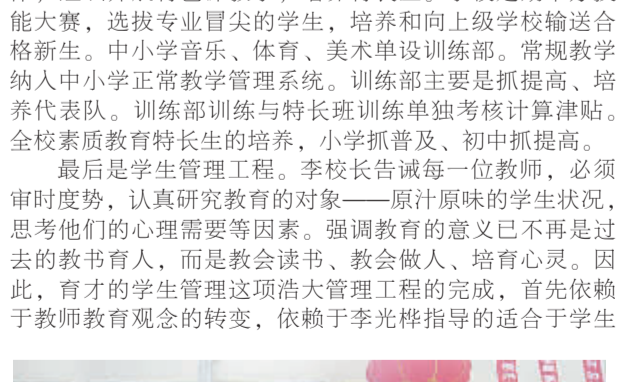 能大赛，选拔专业冒尖的学生，培养和向上级学校输送合
格新生。中小学音乐、体育、美术单设训练部。常规教学
纳入中小学正常教学管理系统。训练部主要是抓提高、培
养代表队。训练部训练与特长班训练单独考核计算津贴。
全校素质教育特长生的培养，小学抓普及、初中抓提高。
最后是学生管理工程。李校长告诫每一位教师，必须
审时度势，认真研究教育的对象——原汁原味的学生状况，
思考他们的心理需要等因素。强调教育的意义已不再是过
去的教书育人，而是教会读书、教会做人、培育心灵。因
此，育才的学生管理这项浩大管理工程的完成，首先依赖
于教师教育观念的转变，依赖于李光桦指导的适合于学生